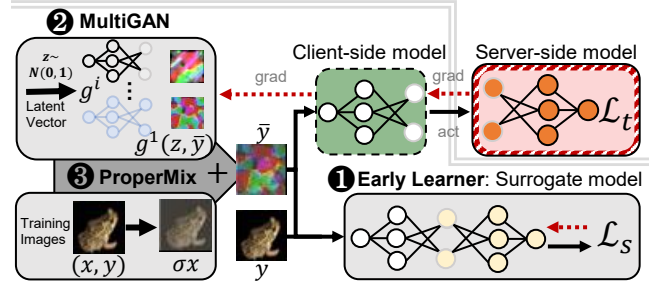 ❷ MultiGAN
z~
N(0,1)
Latent
Vector
g^i
⋮
g^1(z, ȳ)
grad
Client-side model
grad
act
Server-side model
ℒ_t
❸ ProperMix
+
ȳ
Training
Images
(x, y)
σx
y
❶ Early Learner: Surrogate model
ℒ_s